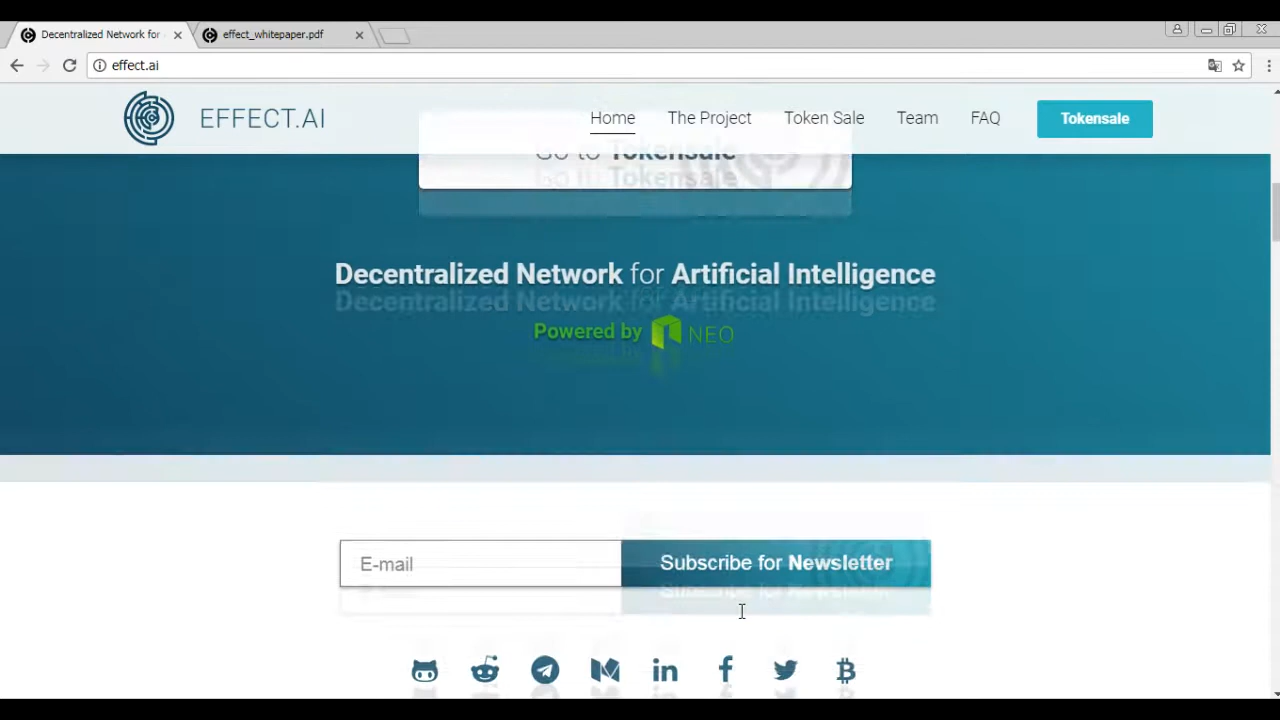 Decentralized Network for
effect_whitepaper.pdf
effect.ai
EFFECT.AI
Home
The Project
Token Sale
Team
FAQ
Tokensale
Go to Tokensale
Decentralized Network for Artificial Intelligence
Powered by NEO
E-mail
Subscribe for Newsletter